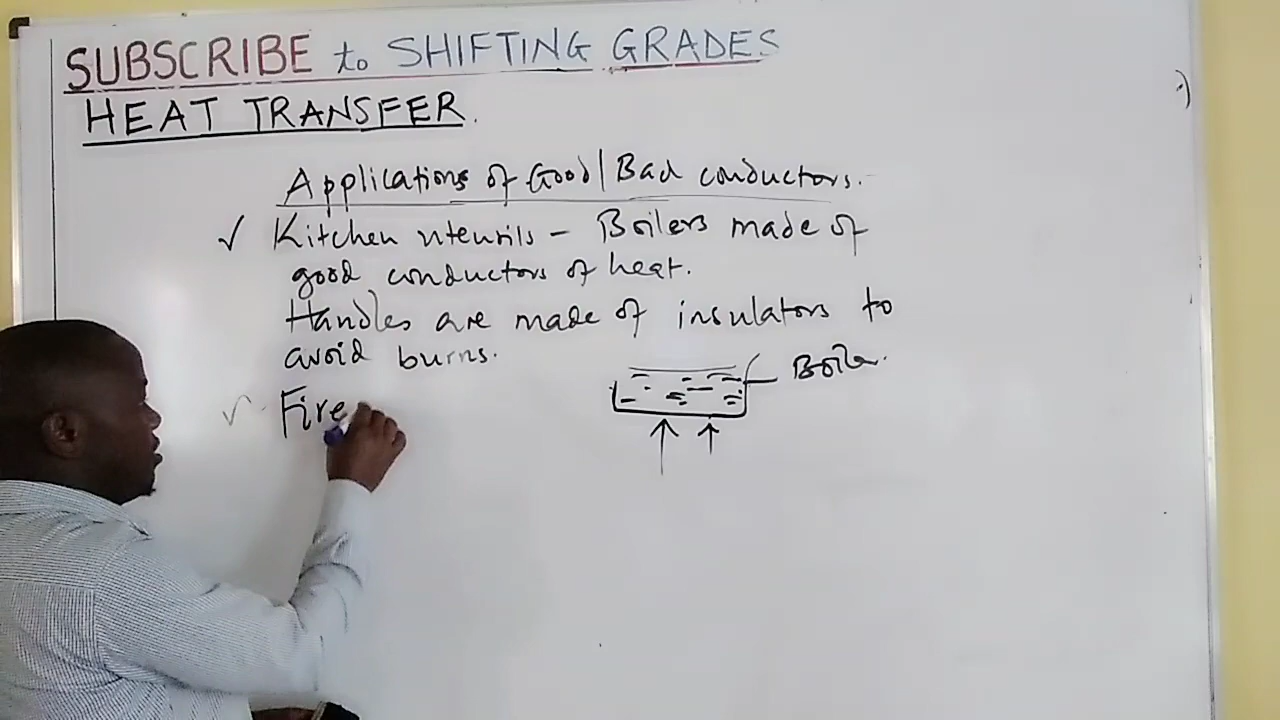 SUBSCRIBE to SHIFTING GRADES
HEAT TRANSFER.
Applications of Good/Bad conductors.
✓ Kitchen utensils - Boilers made of
good conductors of heat.
Handles are made of insulators to
avoid burns.
Boiler.
✓ Fire